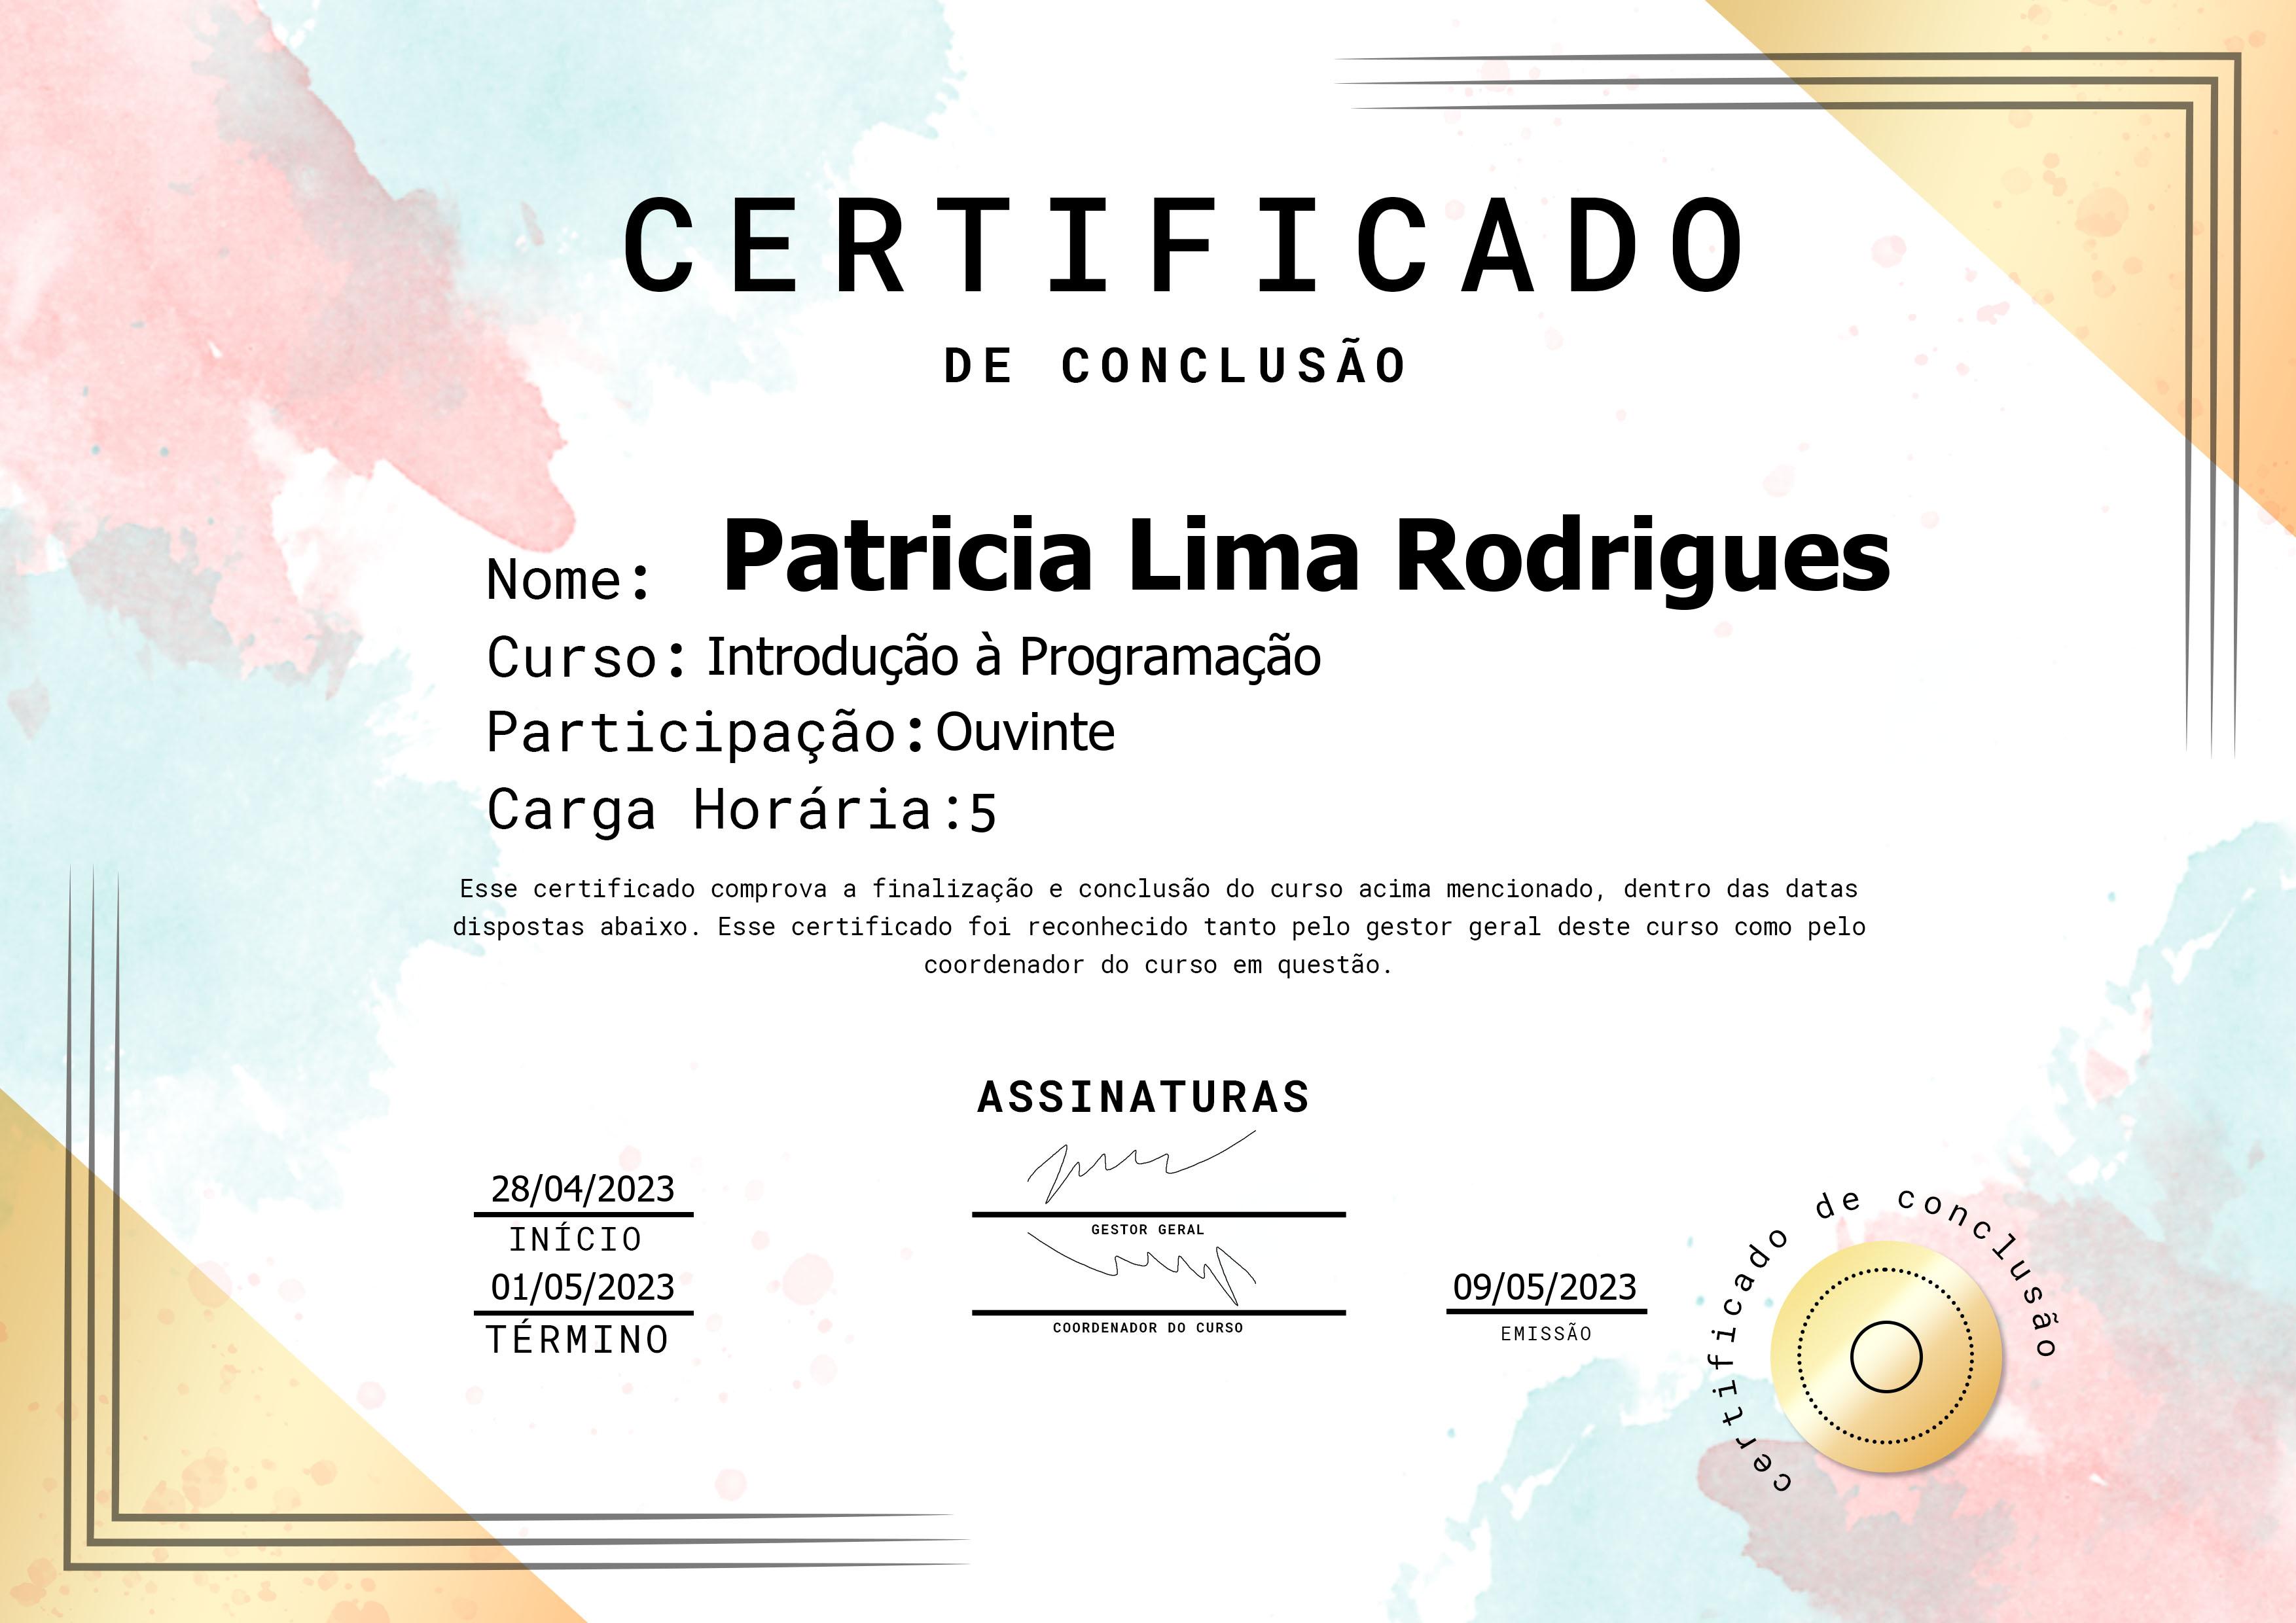 CERTIFICADO
DE CONCLUSÃO
Nome: Patricia Lima Rodrigues
Curso: Introdução à Programação
Participação:Ouvinte
Carga Horária:5
Esse certificado comprova a finalização e conclusão do curso acima mencionado, dentro das datas
dispostas abaixo. Esse certificado foi reconhecido tanto pelo gestor geral deste curso como pelo
coordenador do curso em questão.
ASSINATURAS
28/04/2023
INÍCIO
GESTOR GERAL
01/05/2023
TÉRMINO
COORDENADOR DO CURSO
09/05/2023
EMISSÃO
certificado de conclusão